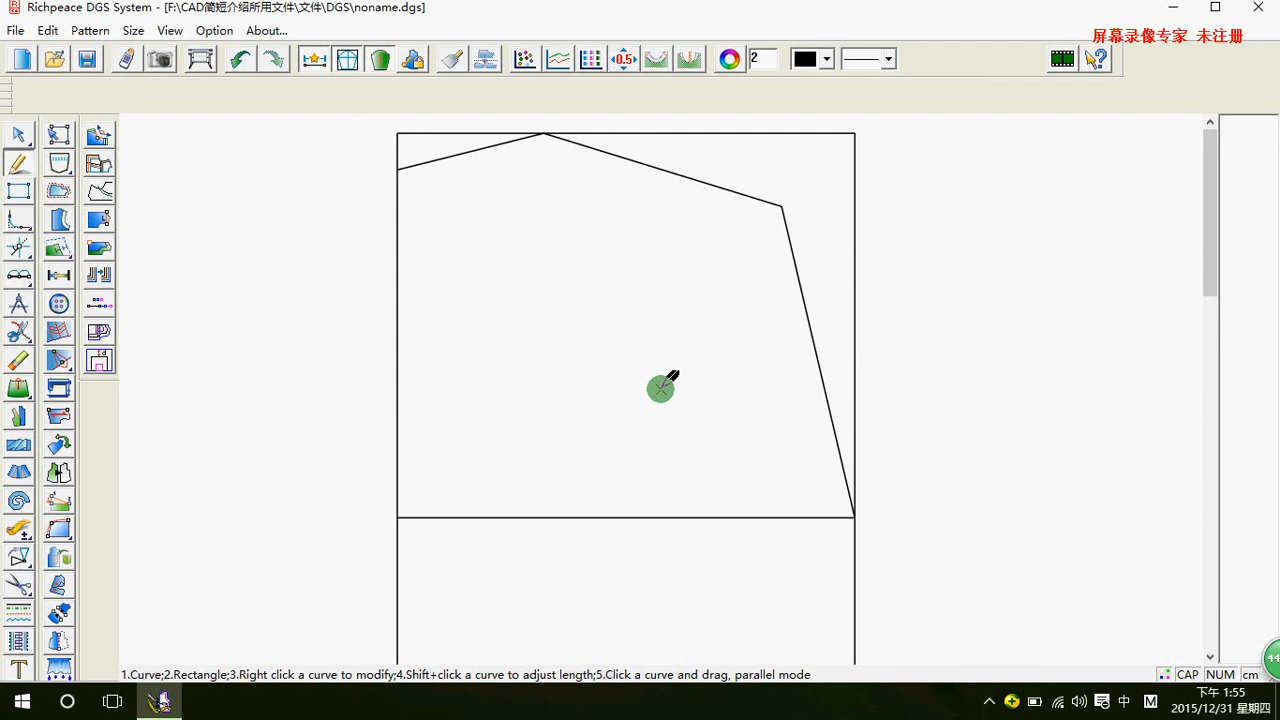 Richpeace DGS System - [F:\CAD简短介绍所用文件\文件\DGS\noname.dgs]
File Edit Pattern Size View Option About...
屏幕录像专家 未注册
0.5 2
T
1.Curve;2.Rectangle;3.Right click a curve to modify;4.Shift+click a curve to adjust length;5.Click a curve and drag, parallel mode
CAP NUM cm
44
中 M
下午 1:55
2015/12/31 星期四